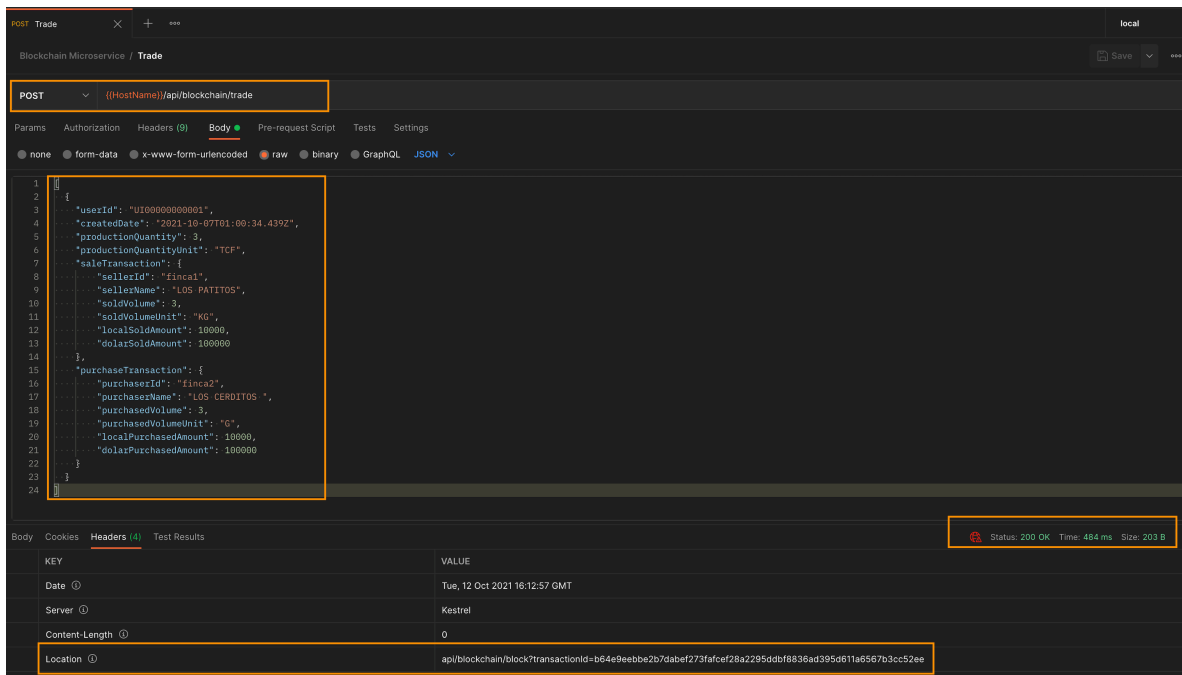 POST Trade
local
Blockchain Microservice / Trade
Save
POST {{HostName}}/api/blockchain/trade
Params Authorization Headers (9) Body Pre-request Script Tests Settings
none form-data x-www-form-urlencoded raw binary GraphQL JSON
1 [
2 {
3 "userId": "UI00000000001",
4 "createdDate": "2021-10-07T01:00:34.439Z",
5 "productionQuantity": 3,
6 "productionQuantityUnit": "TCF",
7 "saleTransaction": {
8 "sellerId": "finca1",
9 "sellerName": "LOS PATITOS",
10 "soldVolume": 3,
11 "soldVolumeUnit": "KG",
12 "localSoldAmount": 10000,
13 "dolarSoldAmount": 100000
14 },
15 "purchaseTransaction": {
16 "purchaserId": "finca2",
17 "purchaserName": "LOS CERDITOS ",
18 "purchasedVolume": 3,
19 "purchasedVolumeUnit": "G",
20 "localPurchasedAmount": 10000,
21 "dolarPurchasedAmount": 100000
22 }
23 }
24 ]
Body Cookies Headers (4) Test Results
Status: 200 OK Time: 484 ms Size: 203 B
KEY VALUE
Date Tue, 12 Oct 2021 16:12:57 GMT
Server Kestrel
Content-Length 0
Location api/blockchain/block?transactionId=b64e9eebbe2b7dabef273fafcef28a2295ddbf8836ad395d611a6567b3cc52ee